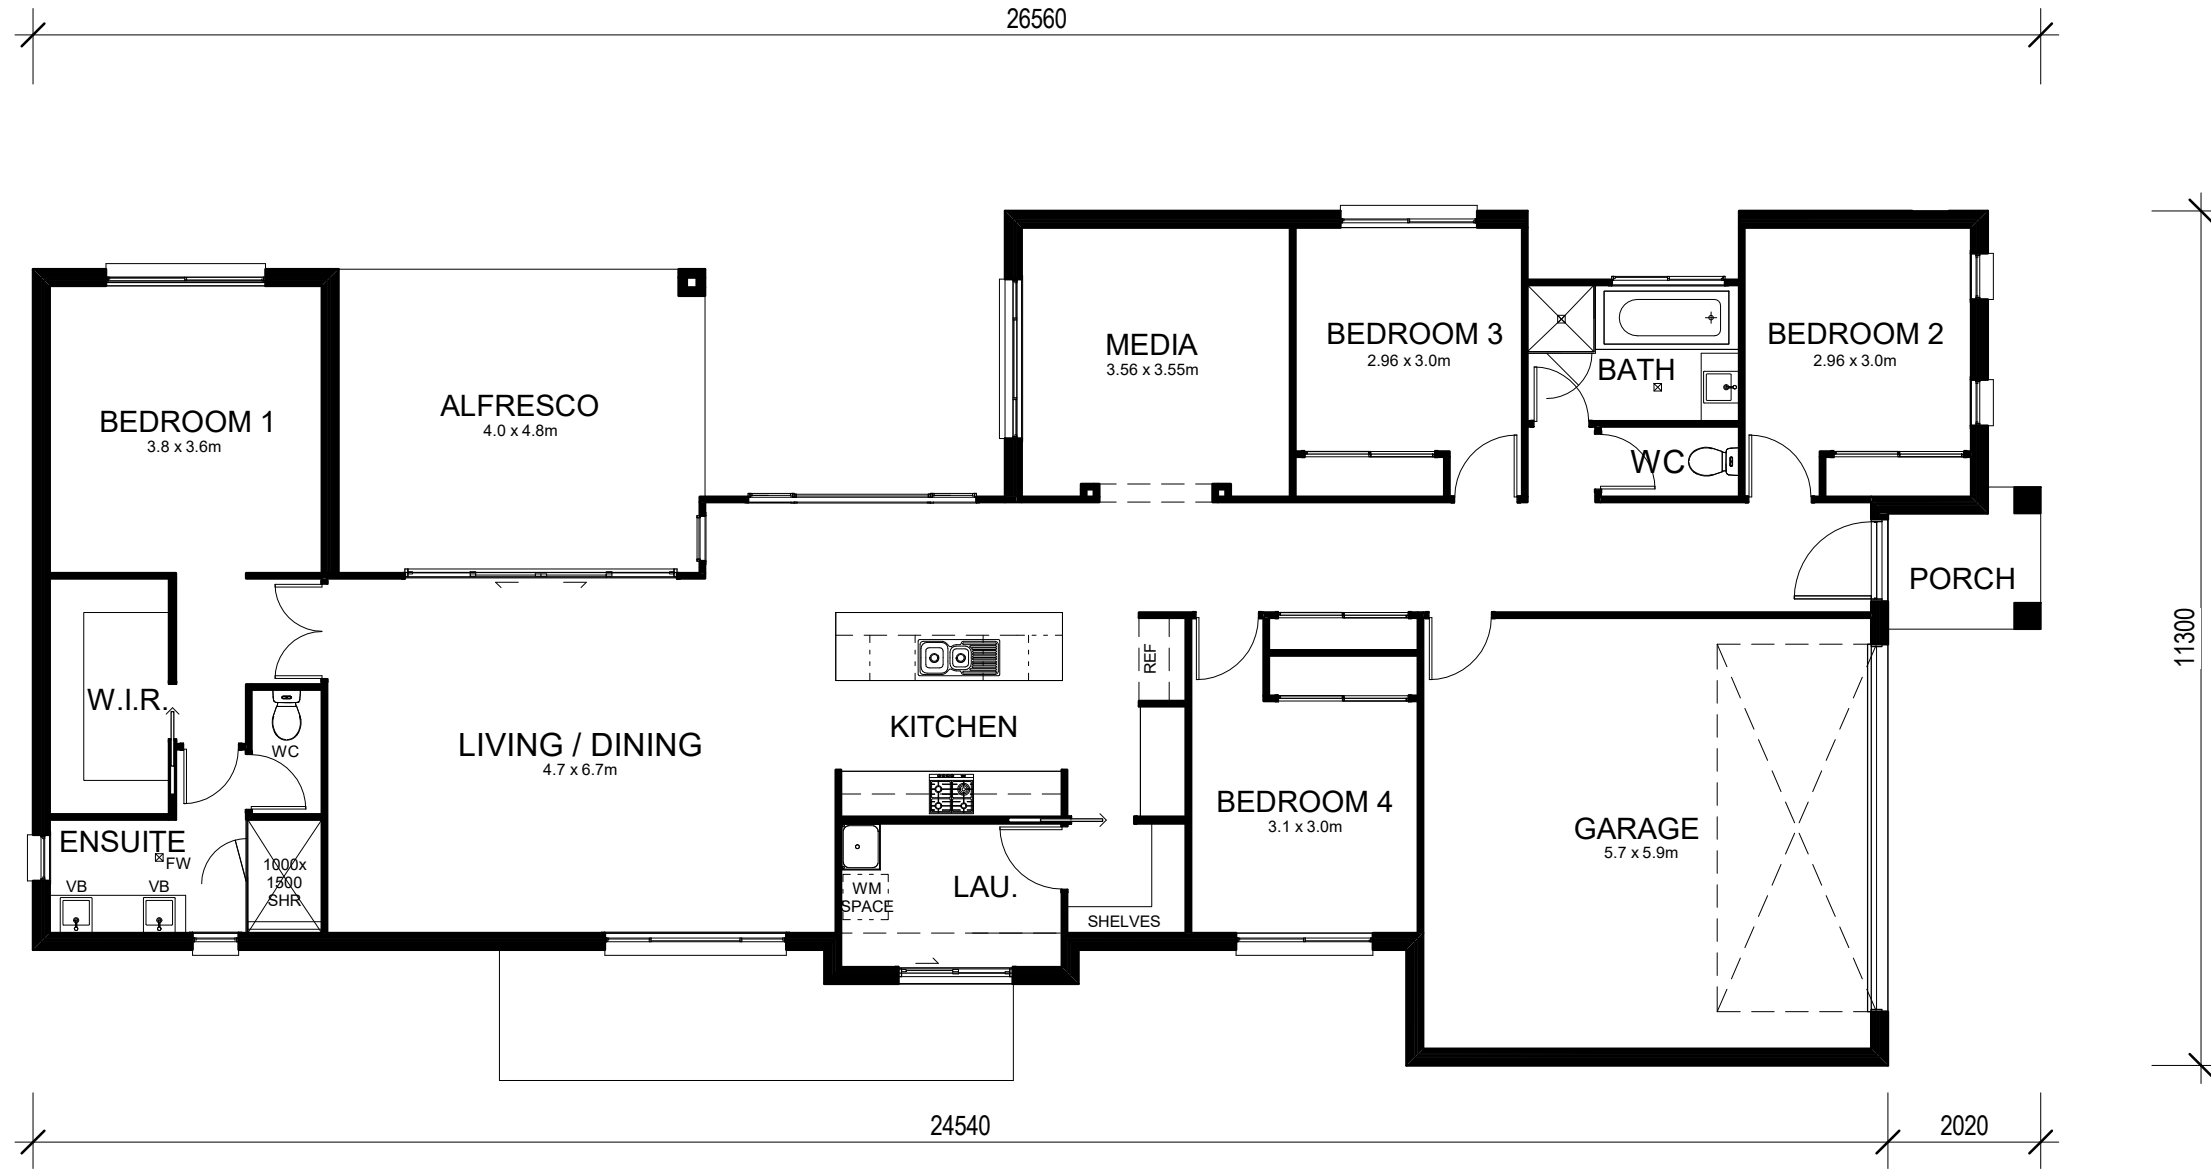 26560
MEDIA
3.56 x 3.55m
BEDROOM 3
2.96 x 3.0m
BATH
BEDROOM 2
2.96 x 3.0m
BEDROOM 1
3.8 x 3.6m
ALFRESCO
4.0 x 4.8m
WC
PORCH
11300
REF
W.I.R.
WC
LIVING / DINING
4.7 x 6.7m
KITCHEN
BEDROOM 4
3.1 x 3.0m
GARAGE
5.7 x 5.9m
ENSUITE
FW
VB
VB
1000x
1500
SHR
WM
SPACE
LAU.
SHELVES
24540
2020